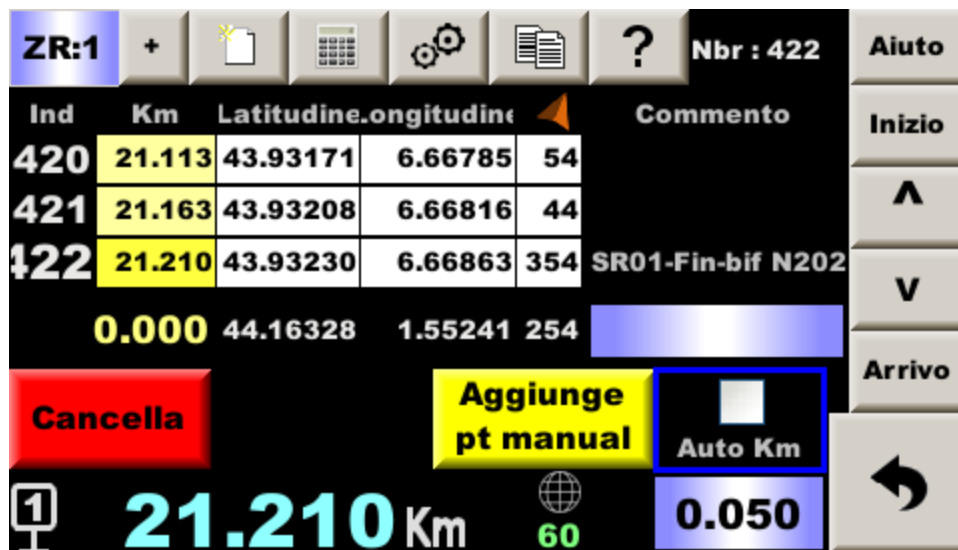 ZR:1 + ? Nbr : 422 Aiuto
Ind Km Latitudine Longitudine Commento Inizio
420 21.113 43.93171 6.66785 54
421 21.163 43.93208 6.66816 44 ʌ
422 21.210 43.93230 6.66863 354 SR01-Fin-bif N202
v
0.000 44.16328 1.55241 254
Arrivo
Cancella
Aggiunge
pt manual
Auto Km
1 21.210 Km 60 0.050